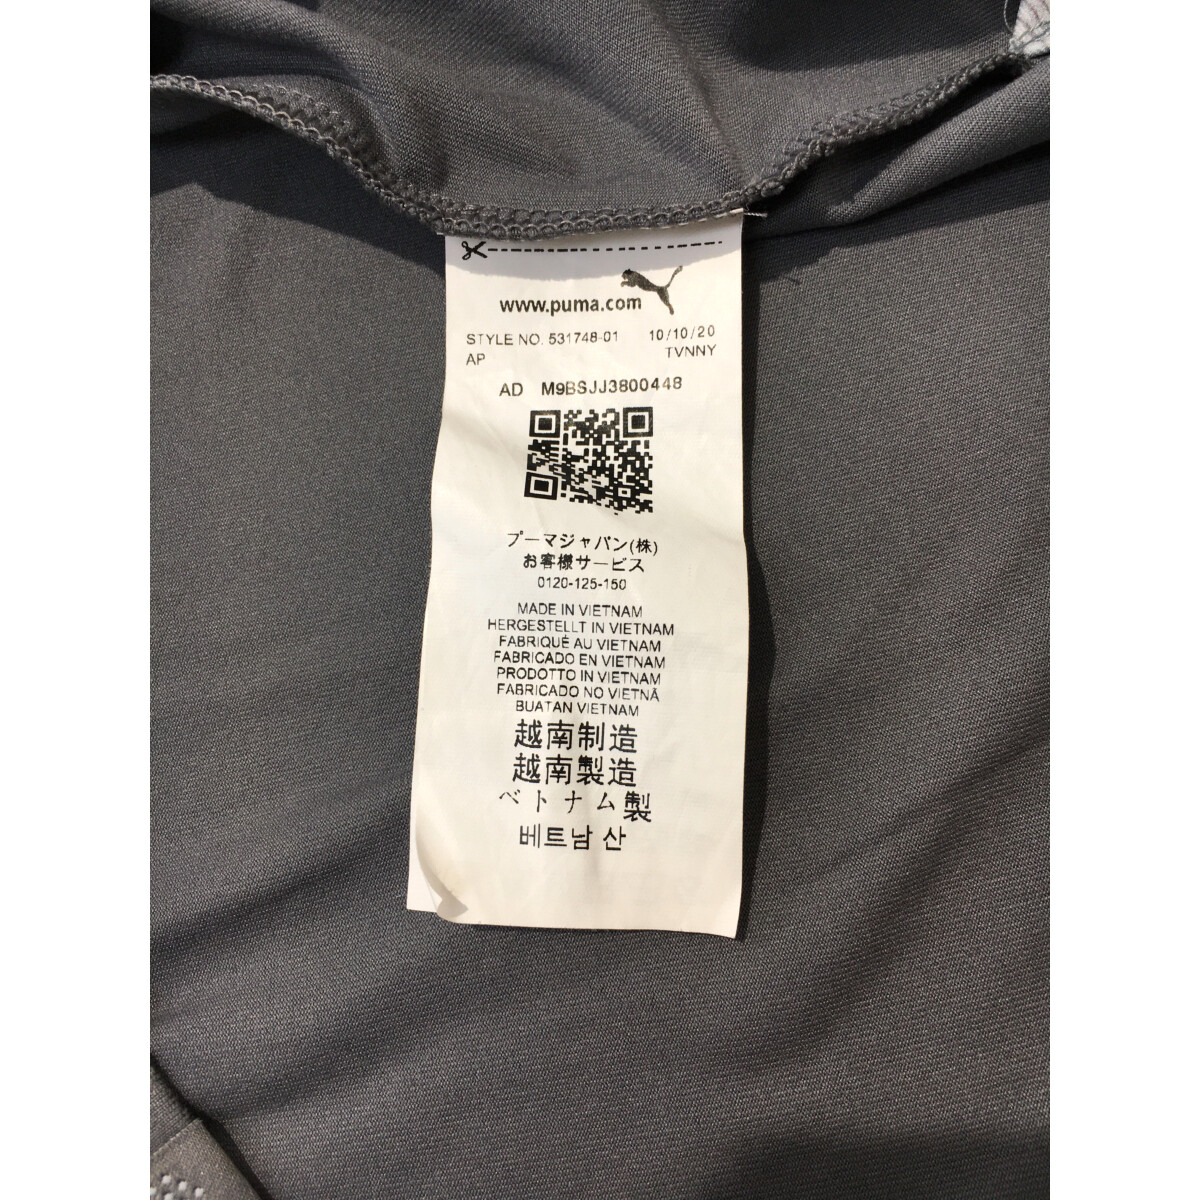 www.puma.com
STYLE NO. 531748-01 10/10/20
AP TVNNY
AD M9BSJJ3800448
プーマジャパン(株)
お客様サービス
0120-125-150
MADE IN VIETNAM
HERGESTELLT IN VIETNAM
FABRIQUÉ AU VIETNAM
FABRICADO EN VIETNAM
PRODOTTO IN VIETNAM
FABRICADO NO VIETNÃ
BUATAN VIETNAM
越南制造
越南製造
ベトナム製
베트남 산